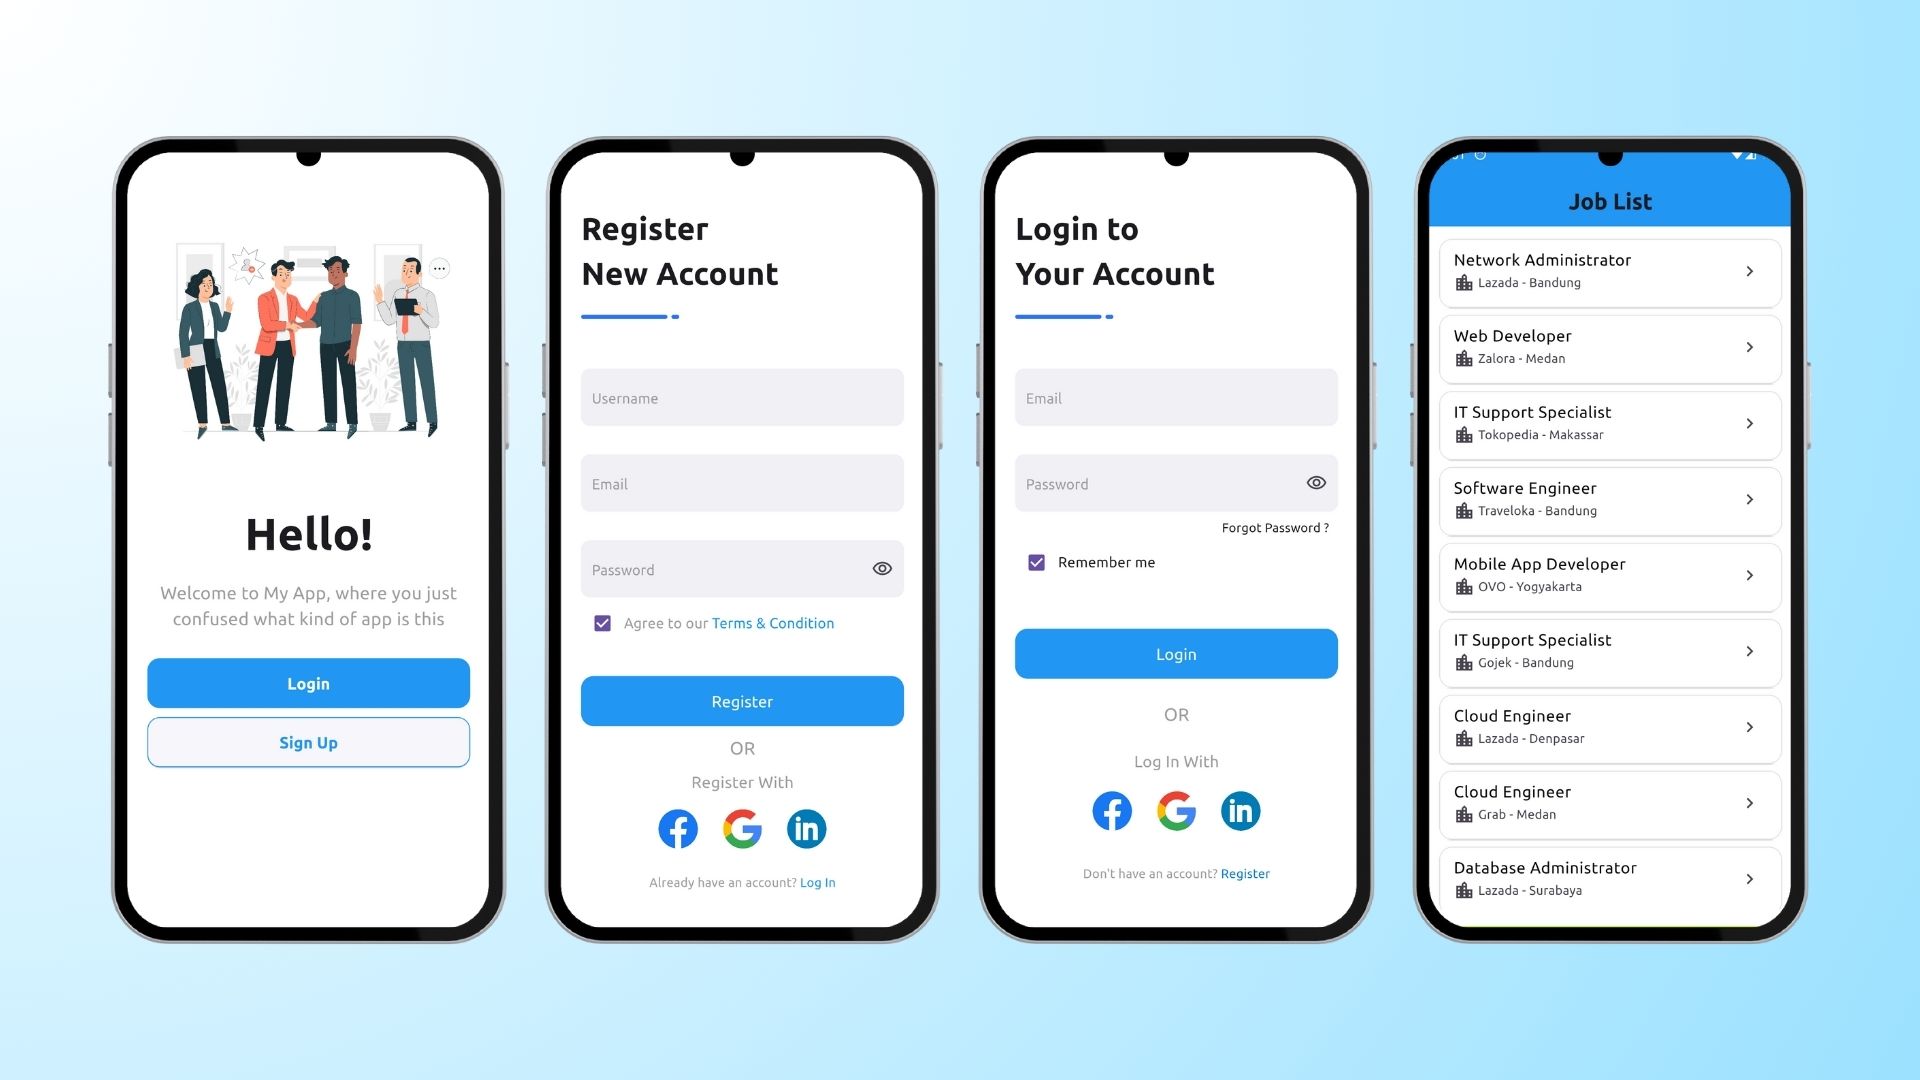 Hello!
Welcome to My App, where you just
confused what kind of app is this
Login
Sign Up
Register
New Account
Username
Email
Password
Agree to our Terms & Condition
Register
OR
Register With
Already have an account? Log In
Login to
Your Account
Email
Password
Forgot Password ?
Remember me
Login
OR
Log In With
Don't have an account? Register
Job List
Network Administrator
Lazada - Bandung
Web Developer
Zalora - Medan
IT Support Specialist
Tokopedia - Makassar
Software Engineer
Traveloka - Bandung
Mobile App Developer
OVO - Yogyakarta
IT Support Specialist
Gojek - Bandung
Cloud Engineer
Lazada - Denpasar
Cloud Engineer
Grab - Medan
Database Administrator
Lazada - Surabaya